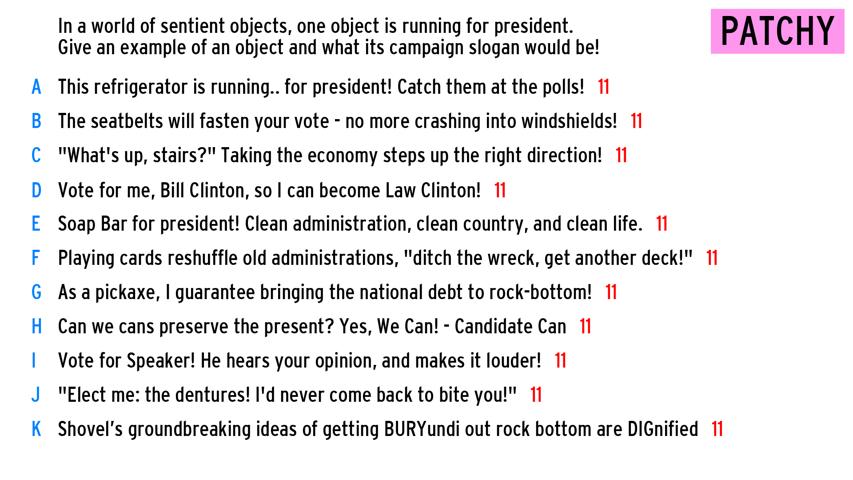 In a world of sentient objects, one object is running for president.
Give an example of an object and what its campaign slogan would be!
PATCHY
A This refrigerator is running.. for president! Catch them at the polls! 11
B The seatbelts will fasten your vote - no more crashing into windshields! 11
C "What's up, stairs?" Taking the economy steps up the right direction! 11
D Vote for me, Bill Clinton, so I can become Law Clinton! 11
E Soap Bar for president! Clean administration, clean country, and clean life. 11
F Playing cards reshuffle old administrations, "ditch the wreck, get another deck!" 11
G As a pickaxe, I guarantee bringing the national debt to rock-bottom! 11
H Can we cans preserve the present? Yes, We Can! - Candidate Can 11
I Vote for Speaker! He hears your opinion, and makes it louder! 11
J "Elect me: the dentures! I'd never come back to bite you!" 11
K Shovel’s groundbreaking ideas of getting BURYundi out rock bottom are DIGnified 11